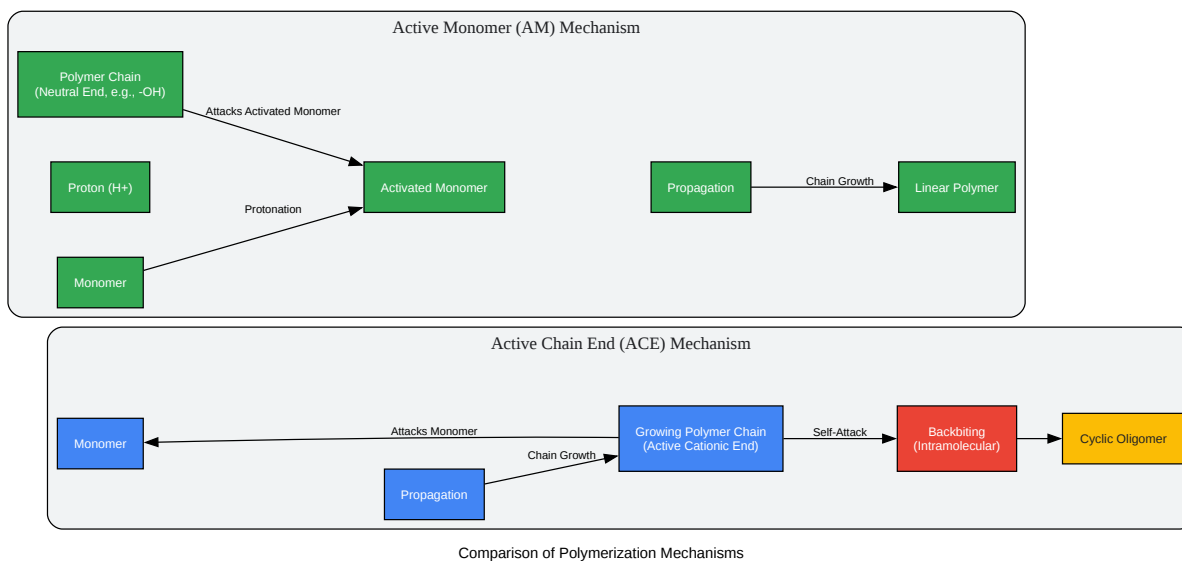 Active Monomer (AM) Mechanism
Polymer Chain
(Neutral End, e.g., -OH)
Attacks Activated Monomer
Proton (H+)
Activated Monomer
Propagation
Chain Growth
Linear Polymer
Protonation
Monomer
Active Chain End (ACE) Mechanism
Monomer
Attacks Monomer
Growing Polymer Chain
(Active Cationic End)
Self-Attack
Backbiting
(Intramolecular)
Cyclic Oligomer
Chain Growth
Propagation
Comparison of Polymerization Mechanisms